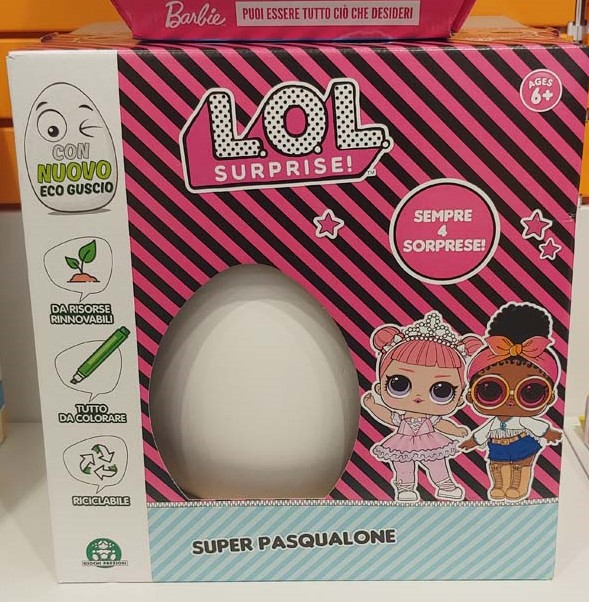 Barbie
PUOI ESSERE TUTTO CIÒ CHE DESIDERI
CON
NUOVO
ECO GUSCIO
DA RISORSE
RINNOVABILI
TUTTO
DA COLORARE
RICICLABILE
GIOCHI PREZIOSI
L.O.L.
SURPRISE!
TM
AGES
6+
SEMPRE
4
SORPRESE!
SUPER PASQUALONE